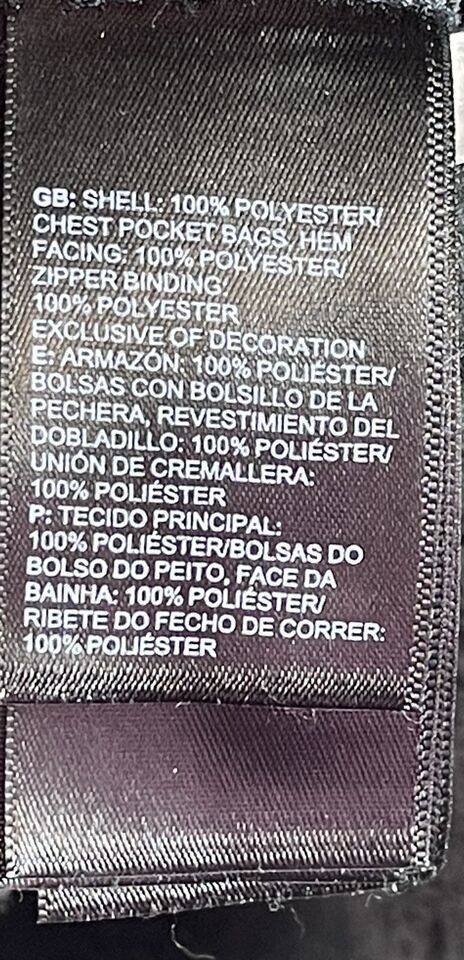 GB: SHELL: 100% POLYESTER/
CHEST POCKET BAGS, HEM
FACING: 100% POLYESTER/
ZIPPER BINDING:
100% POLYESTER
EXCLUSIVE OF DECORATION
E: ARMAZÓN: 100% POLIÉSTER/
BOLSAS CON BOLSILLO DE LA
PECHERA, REVESTIMIENTO DEL
DOBLADILLO: 100% POLIÉSTER/
UNIÓN DE CREMALLERA:
100% POLIÉSTER
P: TECIDO PRINCIPAL:
100% POLIÉSTER/BOLSAS DO
BOLSO DO PEITO, FACE DA
BAINHA: 100% POLIÉSTER/
RIBETE DO FECHO DE CORRER:
100% POLIÉSTER